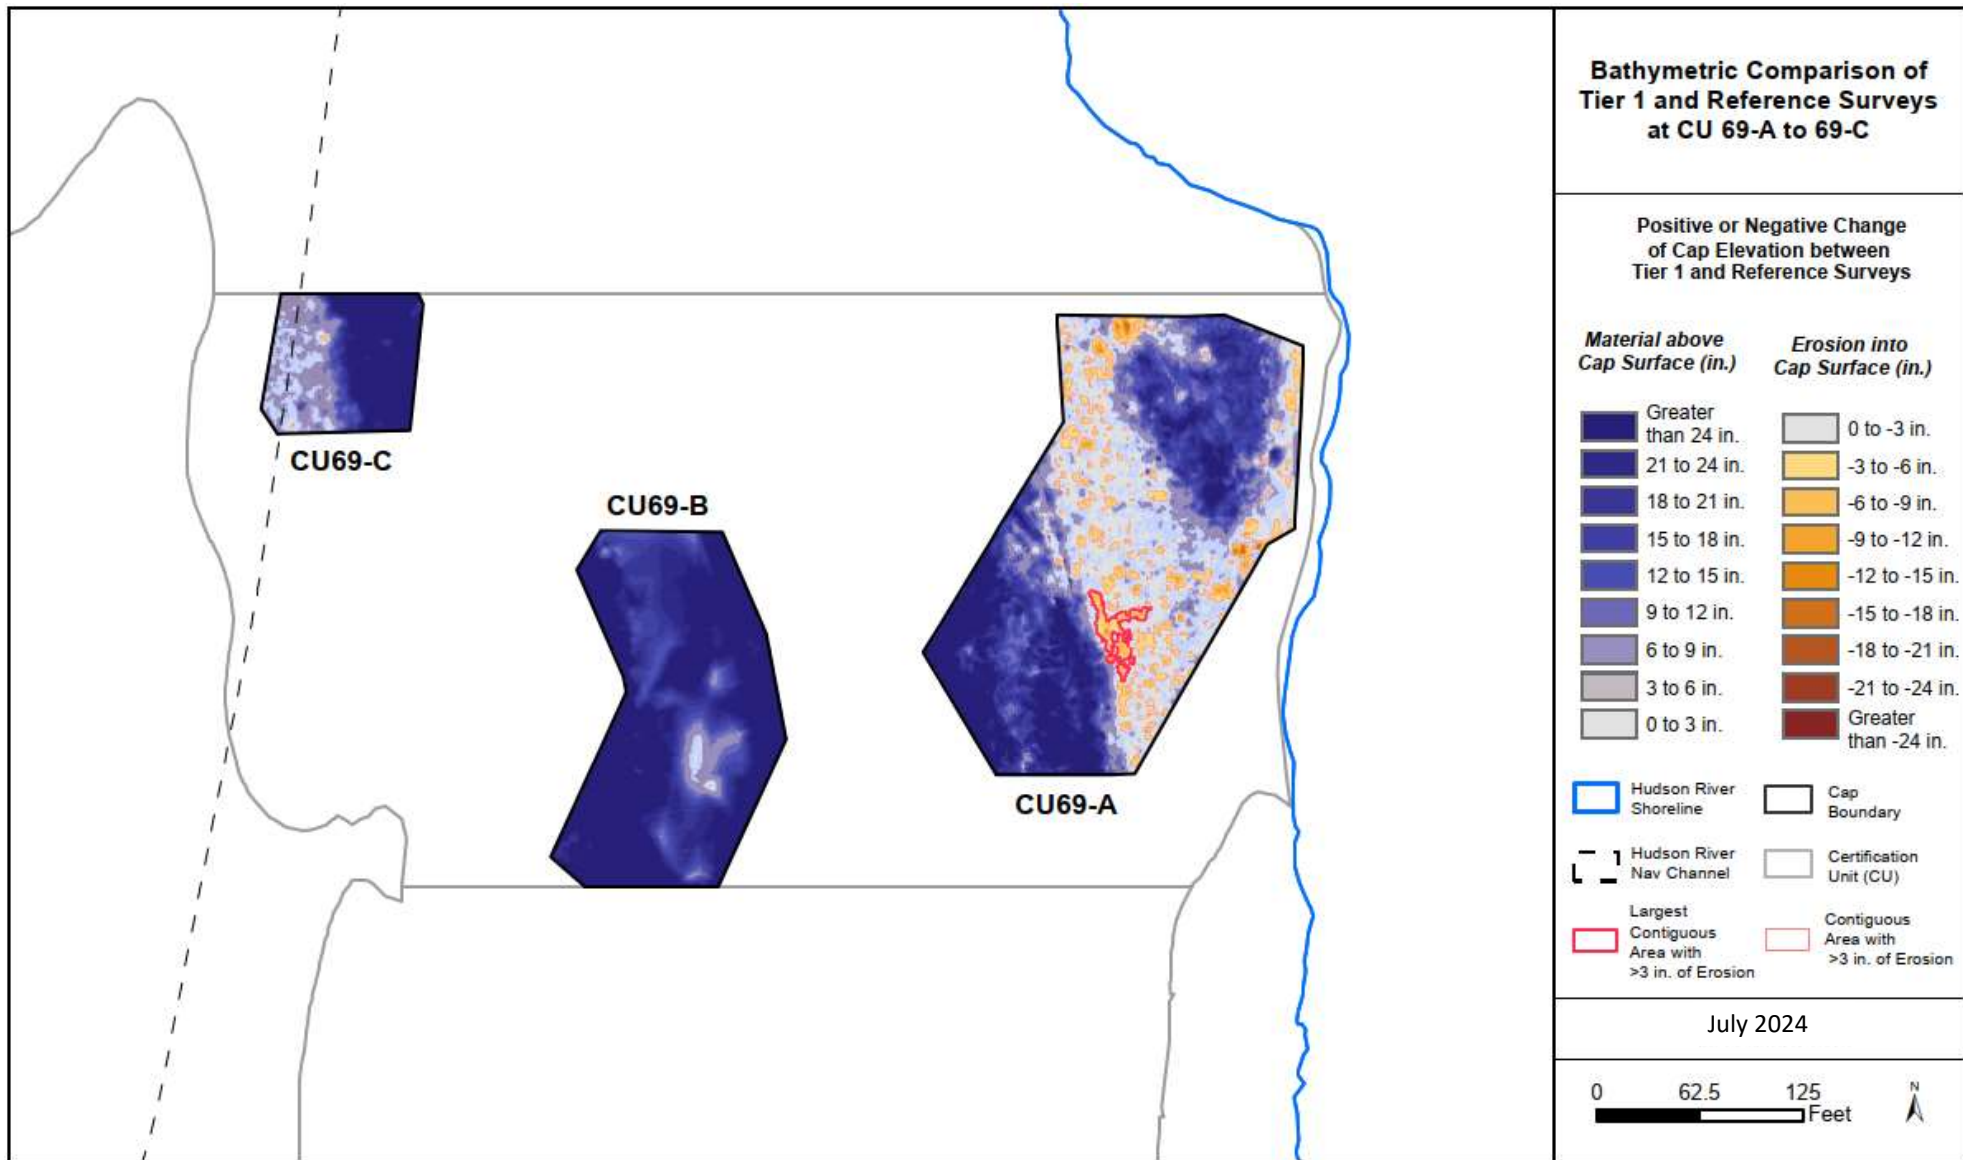 Bathymetric Comparison of
Tier 1 and Reference Surveys
at CU 69-A to 69-C
Positive or Negative Change
of Cap Elevation between
Tier 1 and Reference Surveys
Material above
Cap Surface (in.)
Greater
than 24 in.
21 to 24 in.
18 to 21 in.
15 to 18 in.
12 to 15 in.
9 to 12 in.
6 to 9 in.
3 to 6 in.
0 to 3 in.
Erosion into
Cap Surface (in.)
0 to -3 in.
-3 to -6 in.
-6 to -9 in.
-9 to -12 in.
-12 to -15 in.
-15 to -18 in.
-18 to -21 in.
-21 to -24 in.
Greater
than -24 in.
Hudson River
Shoreline
Cap
Boundary
Hudson River
Nav Channel
Certification
Unit (CU)
Largest
Contiguous
Area with
>3 in. of Erosion
Contiguous
Area with
>3 in. of Erosion
July 2024
0 62.5 125
Feet
N
CU69-C
CU69-B
CU69-A